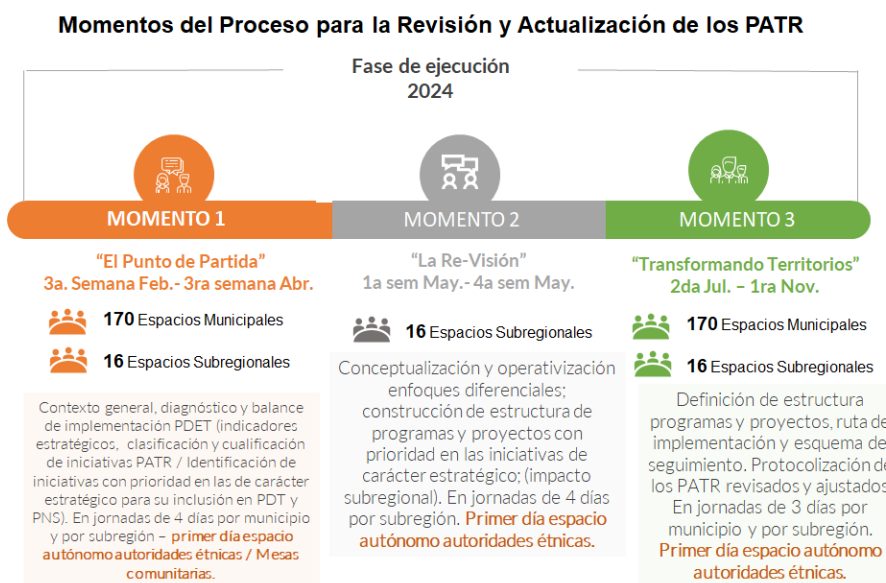 Momentos del Proceso para la Revisión y Actualización de los PATR
Fase de ejecución
2024
MOMENTO 1
MOMENTO 2
MOMENTO 3
“El Punto de Partida”
3a. Semana Feb.- 3ra semana Abr.
170 Espacios Municipales
16 Espacios Subregionales
Contexto general, diagnóstico y balance
de implementación PDET (indicadores
estratégicos, clasificación y cualificación
de iniciativas PATR / Identificación de
iniciativas con prioridad en las de carácter
estratégico para su inclusión en PDT y
PNS). En jornadas de 4 días por municipio
y por subregión – primer día espacio
autónomo autoridades étnicas / Mesas
comunitarias.
“La Re-Visión”
1a sem May.- 4a sem May.
16 Espacios Subregionales
Conceptualización y operativización
enfoques diferenciales;
construcción de estructura de
programas y proyectos con
prioridad en las iniciativas de
carácter estratégico; (impacto
subregional). En jornadas de 4 días
por subregión. Primer día espacio
autónomo autoridades étnicas.
“Transformando Territorios”
2da Jul. – 1ra Nov.
170 Espacios Municipales
16 Espacios Subregionales
Definición de estructura
programas y proyectos, ruta de
implementación y esquema de
seguimiento. Protocolización de
los PATR revisados y ajustados
En jornadas de 3 días por
municipio y por subregión.
Primer día espacio autónomo
autoridades étnicas.